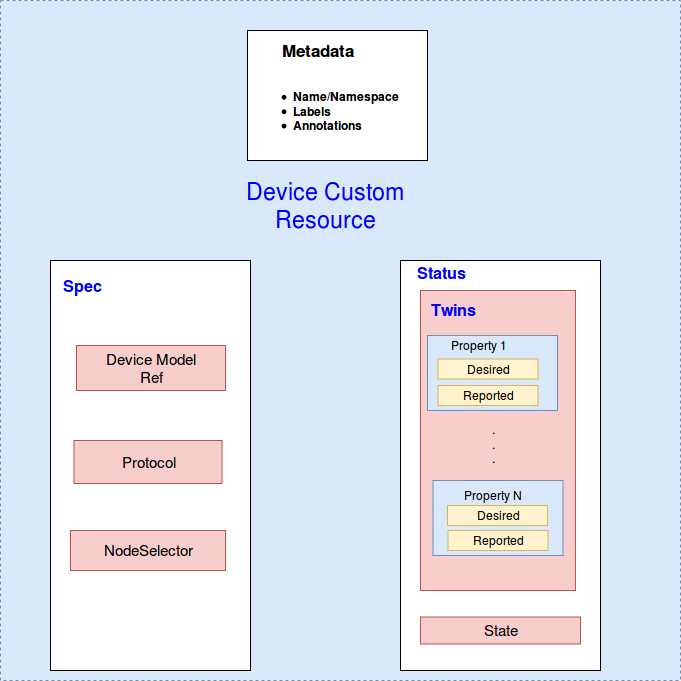 Metadata
• Name/Namespace
• Labels
• Annotations
Device Custom
Resource
Spec
Device Model
Ref
Protocol
NodeSelector
Status
Twins
Property 1
Desired
Reported
.
.
.
Property N
Desired
Reported
State